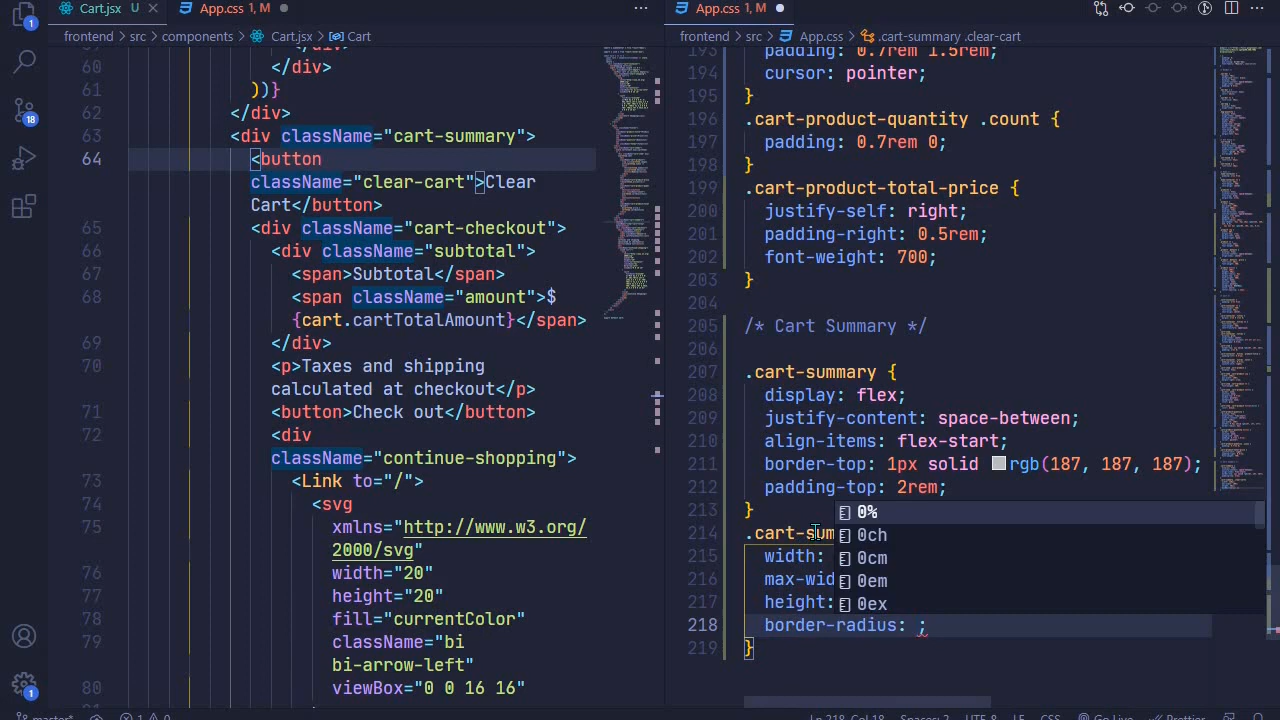 Cart.jsx U
App.css 1, M
App.css 1, M
frontend > src > components > Cart.jsx > Cart
frontend > src > App.css > .cart-summary .clear-cart
60 </div>
61 ))}
62 </div>
63 <div className="cart-summary">
64 <button
className="clear-cart">Clear
Cart</button>
65 <div className="cart-checkout">
66 <div className="subtotal">
67 <span>Subtotal</span>
68 <span className="amount">$
{cart.cartTotalAmount}</span>
69 </div>
70 <p>Taxes and shipping
calculated at checkout</p>
71 <button>Check out</button>
72 <div
className="continue-shopping">
73 <Link to="/">
74 <svg
75 xmlns="http://www.w3.org/
2000/svg"
76 width="20"
77 height="20"
78 fill="currentColor"
79 className="bi
bi-arrow-left"
80 viewBox="0 0 16 16"
193 padding: 0.7rem 1.5rem;
194 cursor: pointer;
195 }
196 .cart-product-quantity .count {
197 padding: 0.7rem 0;
198 }
199 .cart-product-total-price {
200 justify-self: right;
201 padding-right: 0.5rem;
202 font-weight: 700;
203 }
204
205 /* Cart Summary */
206
207 .cart-summary {
208 display: flex;
209 justify-content: space-between;
210 align-items: flex-start;
211 border-top: 1px solid rgb(187, 187, 187);
212 padding-top: 2rem;
213 }
214 .cart-sum
215 width:
216 max-wid
217 height:
218 border-radius: ;
219 }
0%
0ch
0cm
0em
0ex
1
18
1